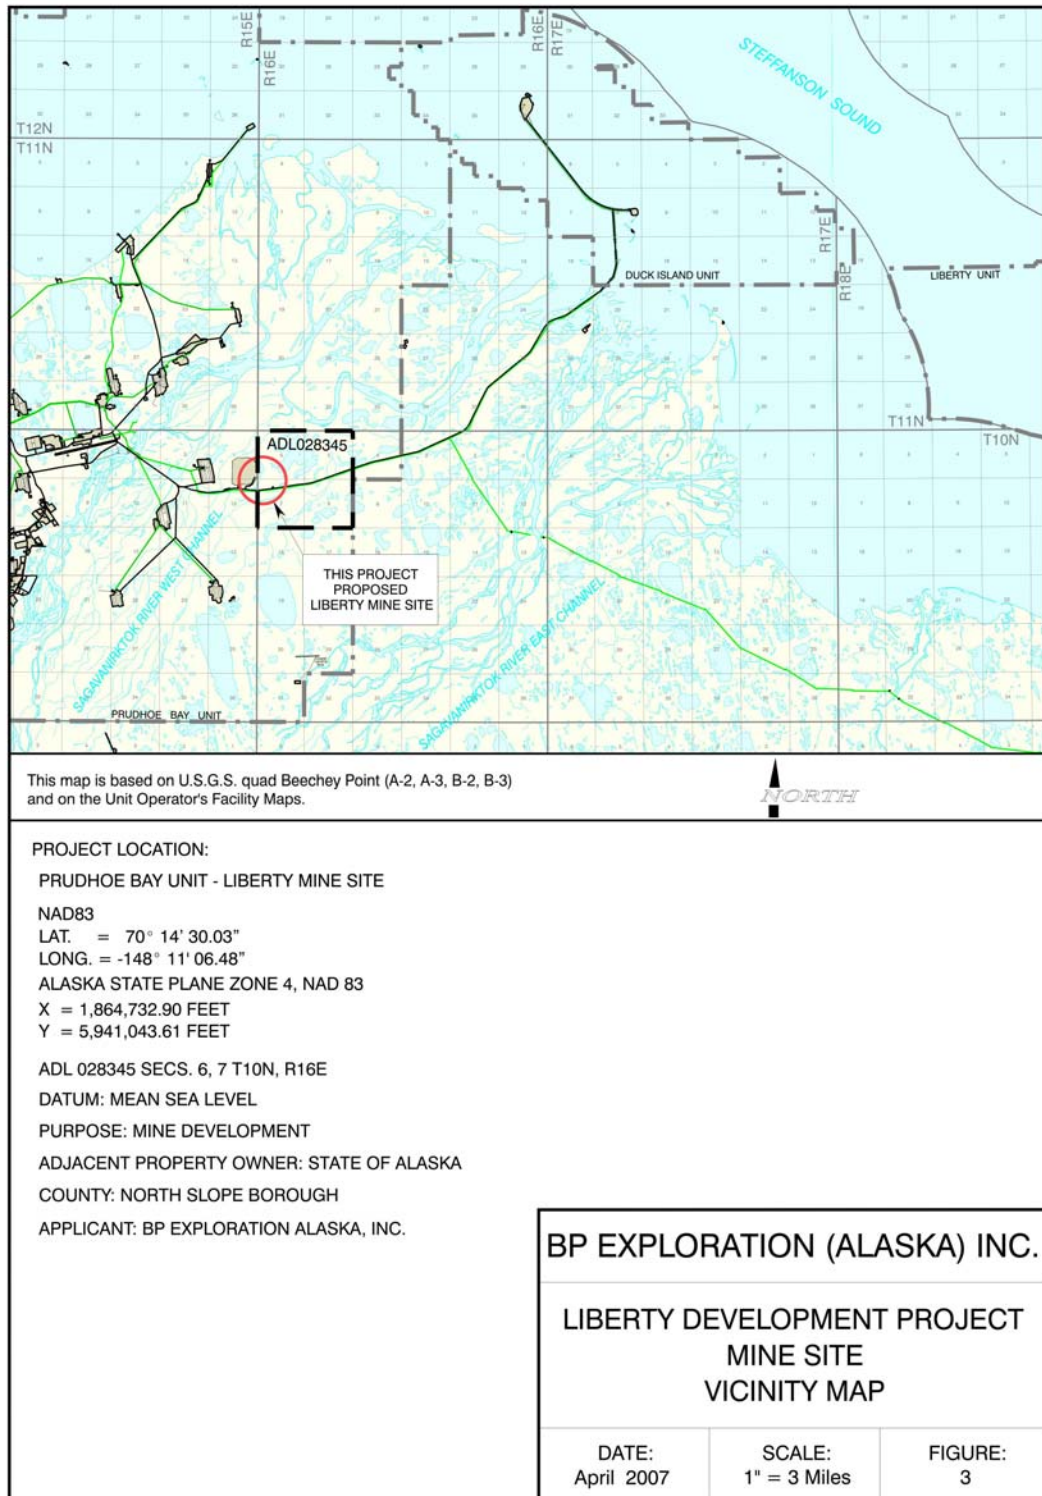 R15E
R16E
R16E
R17E
STEFFANSON SOUND
T12N
T11N
R17E
R18E
DUCK ISLAND UNIT
LIBERTY UNIT
T11N
T10N
ADL028345
THIS PROJECT
PROPOSED
LIBERTY MINE SITE
SAGAVANIRKTOK RIVER WEST CHANNEL
SAGAVANIRKTOK RIVER EAST CHANNEL
PRUDHOE BAY UNIT
This map is based on U.S.G.S. quad Beechey Point (A-2, A-3, B-2, B-3)
and on the Unit Operator's Facility Maps.
NORTH
PROJECT LOCATION:
PRUDHOE BAY UNIT - LIBERTY MINE SITE
NAD83
LAT. = 70° 14' 30.03"
LONG. = -148° 11' 06.48"
ALASKA STATE PLANE ZONE 4, NAD 83
X = 1,864,732.90 FEET
Y = 5,941,043.61 FEET
ADL 028345 SECS. 6, 7 T10N, R16E
DATUM: MEAN SEA LEVEL
PURPOSE: MINE DEVELOPMENT
ADJACENT PROPERTY OWNER: STATE OF ALASKA
COUNTY: NORTH SLOPE BOROUGH
APPLICANT: BP EXPLORATION ALASKA, INC.
BP EXPLORATION (ALASKA) INC.
LIBERTY DEVELOPMENT PROJECT
MINE SITE
VICINITY MAP
DATE:
April 2007
SCALE:
1" = 3 Miles
FIGURE:
3